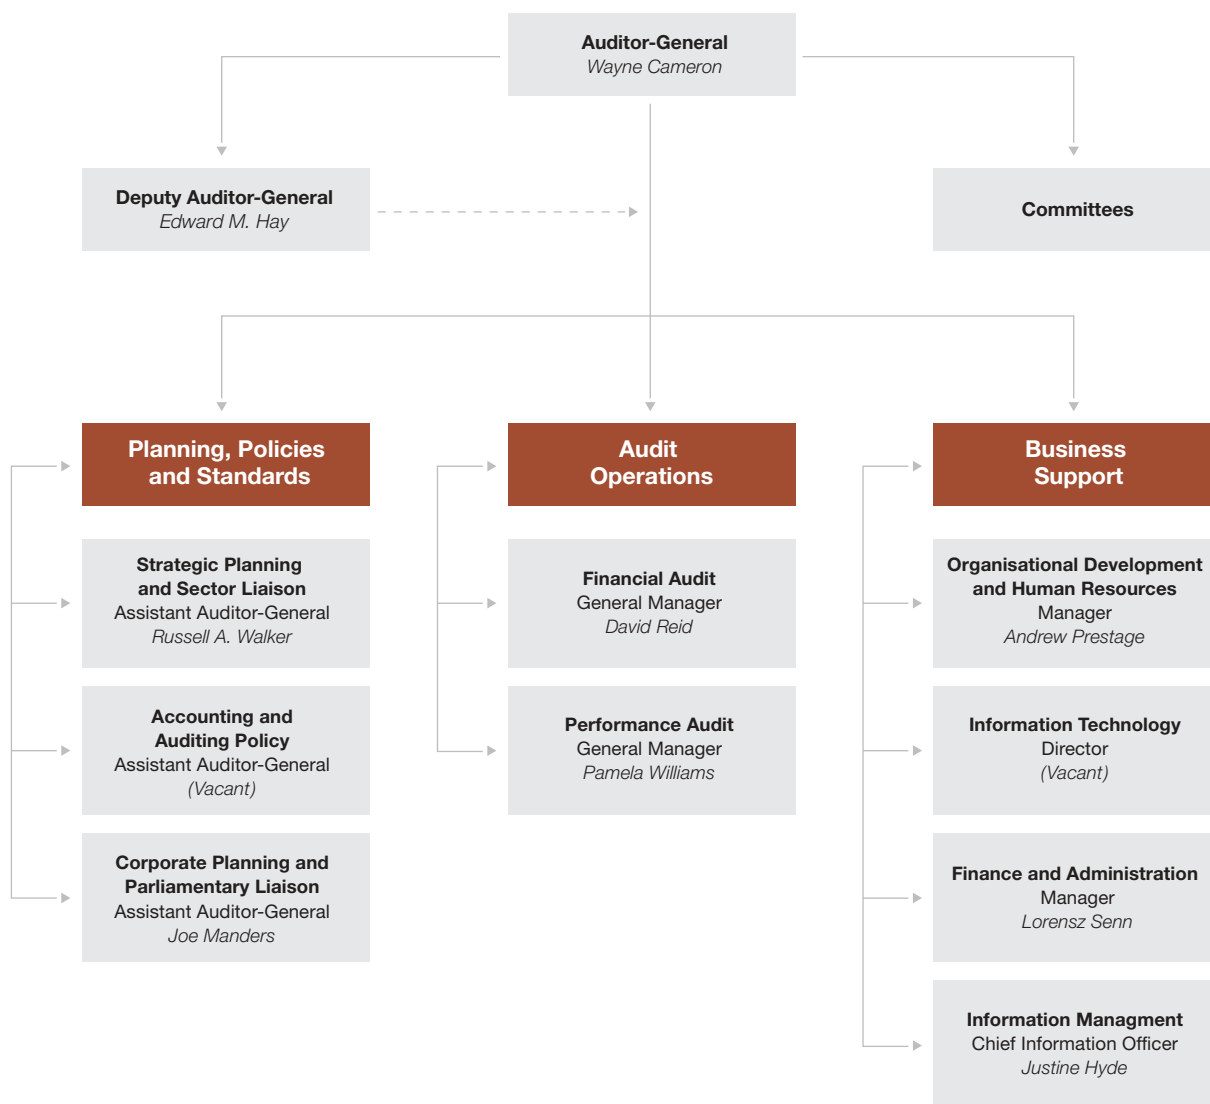 Auditor-General
Wayne Cameron
Deputy Auditor-General
Edward M. Hay
Committees
Planning, Policies
and Standards
Strategic Planning
and Sector Liaison
Assistant Auditor-General
Russell A. Walker
Accounting and
Auditing Policy
Assistant Auditor-General
(Vacant)
Corporate Planning and
Parliamentary Liaison
Assistant Auditor-General
Joe Manders
Audit
Operations
Financial Audit
General Manager
David Reid
Performance Audit
General Manager
Pamela Williams
Business
Support
Organisational Development
and Human Resources
Manager
Andrew Prestage
Information Technology
Director
(Vacant)
Finance and Administration
Manager
Lorensz Senn
Information Managment
Chief Information Officer
Justine Hyde